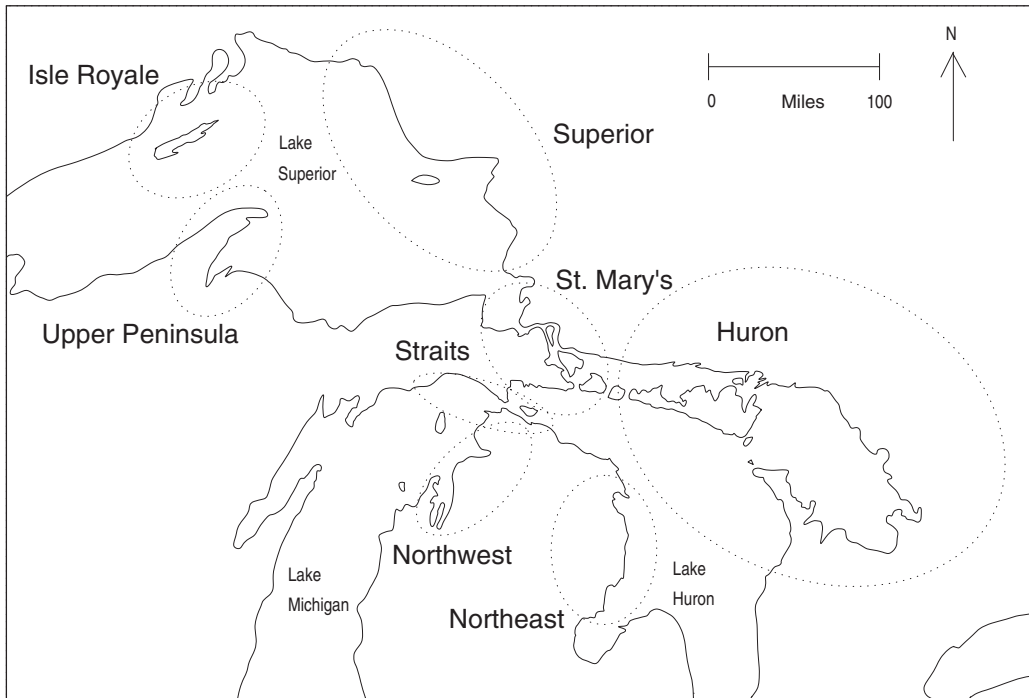 N
Isle Royale
0 Miles 100
Superior
Lake
Superior
St. Mary's
Upper Peninsula
Huron
Straits
Northwest
Lake
Michigan
Lake
Huron
Northeast